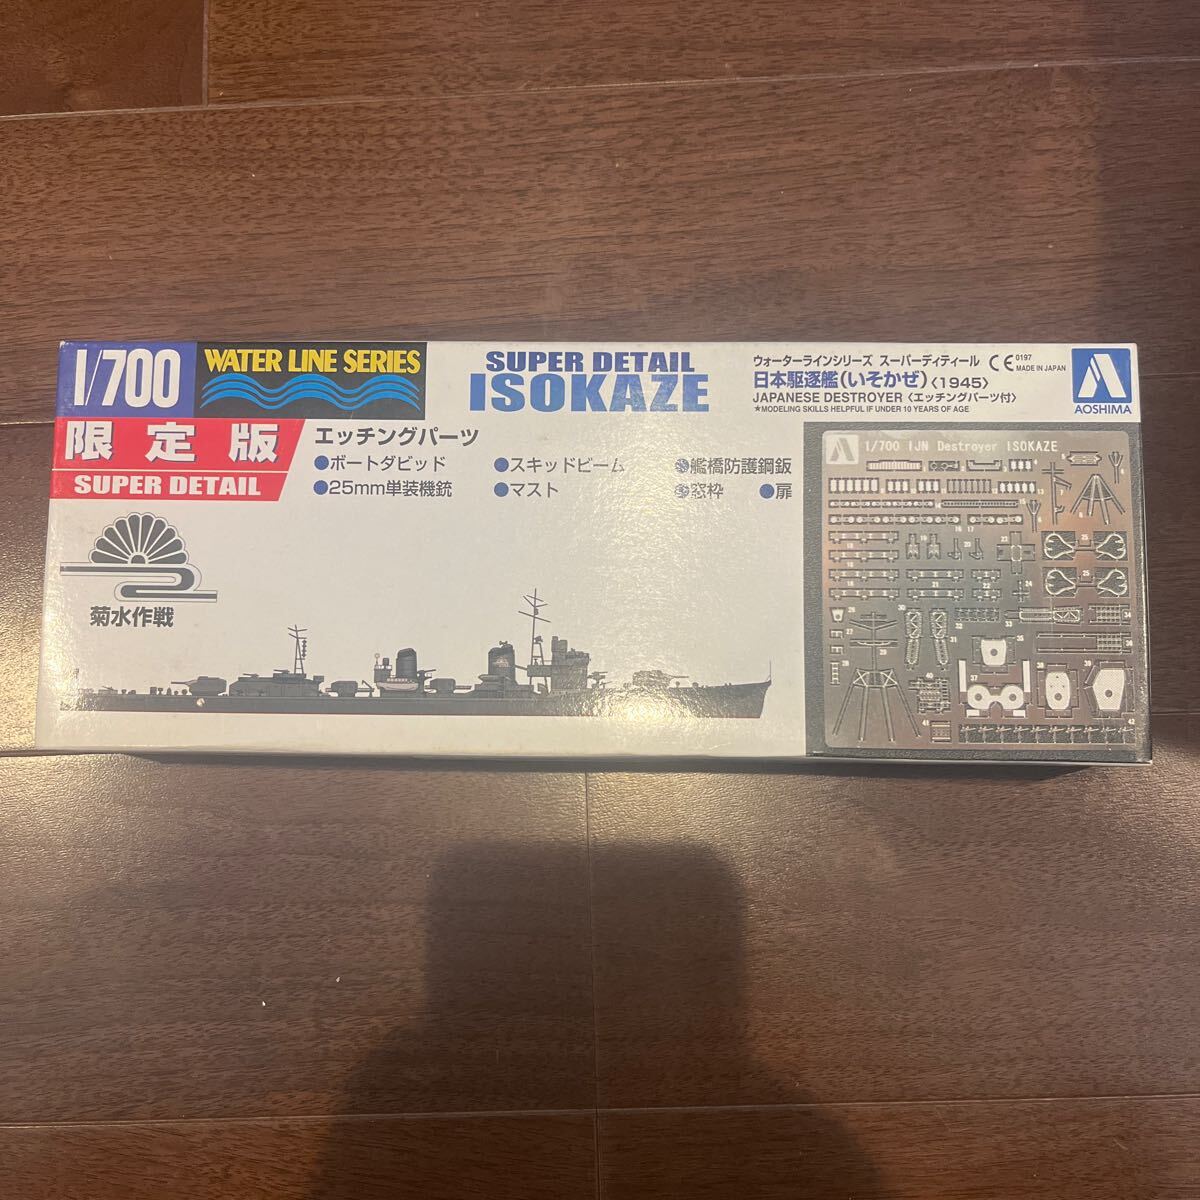 1/700
WATER LINE SERIES
SUPER DETAIL
ISOKAZE
ウォーターラインシリーズ スーパーディティール
CE 0197
MADE IN JAPAN
日本駆逐艦(いそかぜ)〈1945〉
JAPANESE DESTROYER〈エッチングパーツ付〉
★MODELING SKILLS HELPFUL IF UNDER 10 YEARS OF AGE
AOSHIMA
限定版
SUPER DETAIL
エッチングパーツ
●ボートダビッド ●スキッドビーム ●艦橋防護鋼鈑
●25mm単装機銃 ●マスト ●窓枠 ●扉
菊水作戦
1/700 IJN Destroyer ISOKAZE